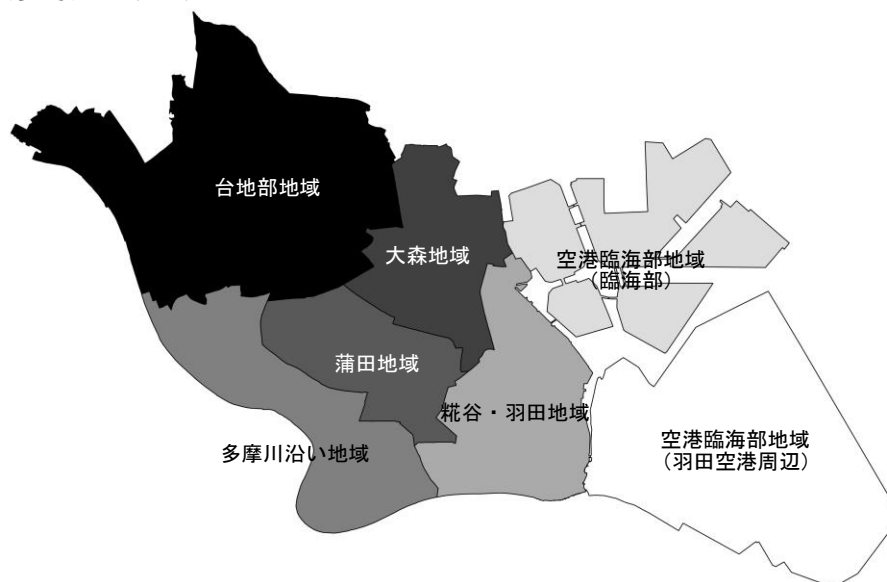 台地部地域
大森地域
空港臨海部地域
（臨海部）
蒲田地域
糀谷・羽田地域
多摩川沿い地域
空港臨海部地域
（羽田空港周辺）